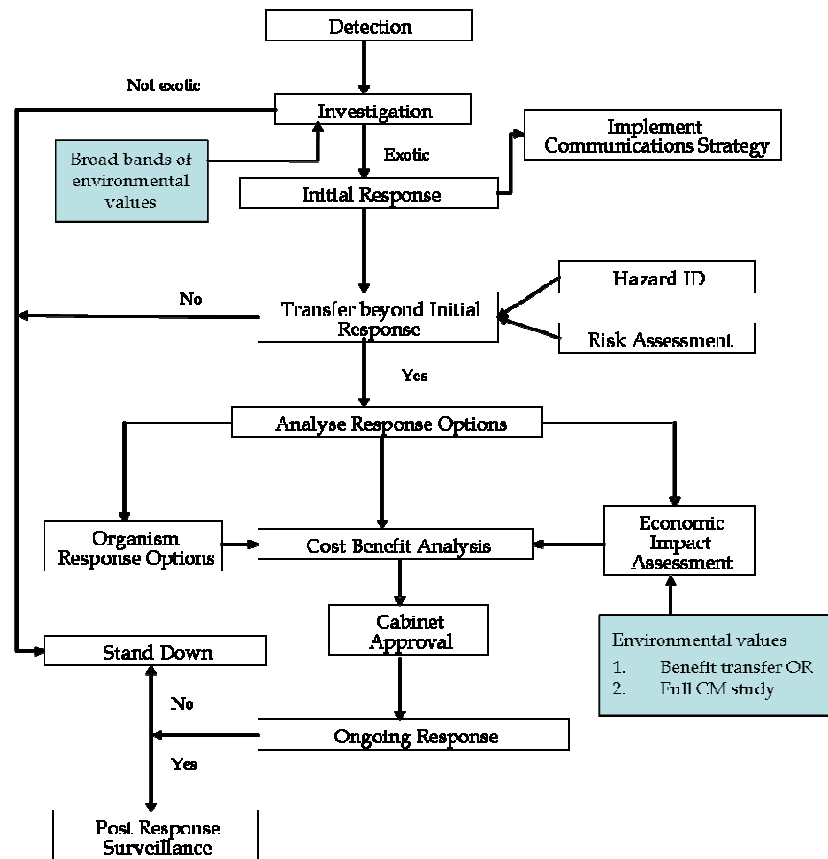 Detection
Not exotic
Investigation
Implement
Communications Strategy
Broad bands of
environmental
values
Exotic
Initial Response
Hazard ID
No
Transfer beyond Initial
Response
Risk Assessment
Yes
Analyse Response Options
Organism
Response Options
Cost Benefit Analysis
Economic
Impact
Assessment
Cabinet
Approval
Environmental values
1. Benefit transfer OR
2. Full CM study
Stand Down
No
Ongoing Response
Yes
Post Response
Surveillance